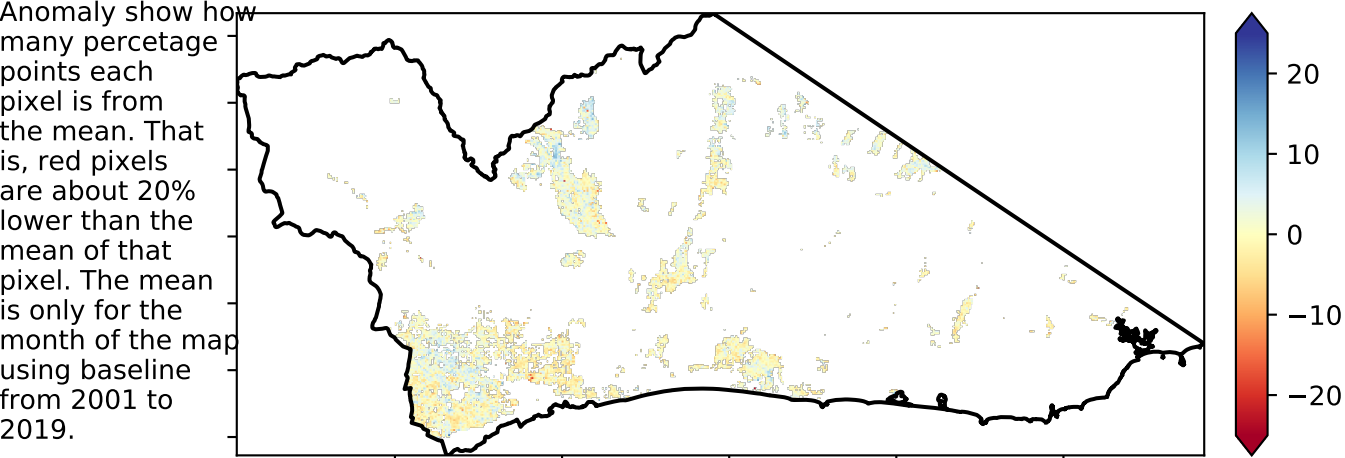 Anomaly show how
many percetage
points each
pixel is from
the mean. That
is, red pixels
are about 20%
lower than the
mean of that
pixel. The mean
is only for the
month of the map
using baseline
from 2001 to
2019.
20
10
0
−10
−20